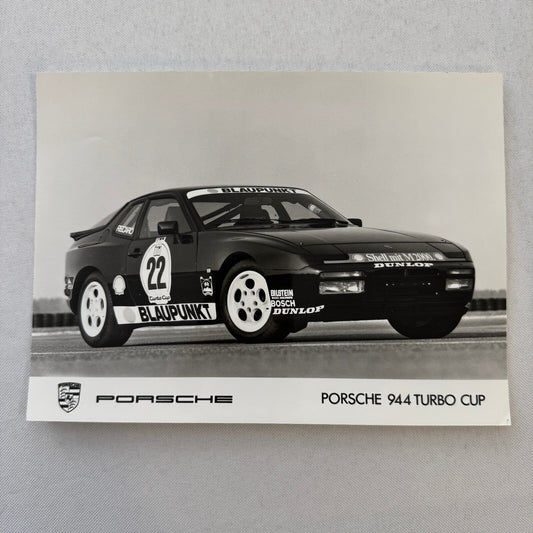 BLAUPUNKT
RECARO
Shell mit M2000
DUNLOP
22
Turbo Cup
BLAUPUNKT
BILSTEIN
BOSCH
DUNLOP
PORSCHE
PORSCHE 944 TURBO CUP